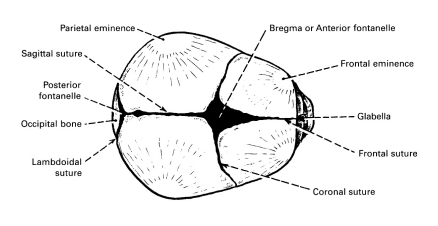 Parietal eminence
Bregma or Anterior fontanelle
Sagittal suture
Frontal eminence
Posterior
fontanelle
Glabella
Occipital bone
Frontal suture
Lambdoidal
suture
Coronal suture